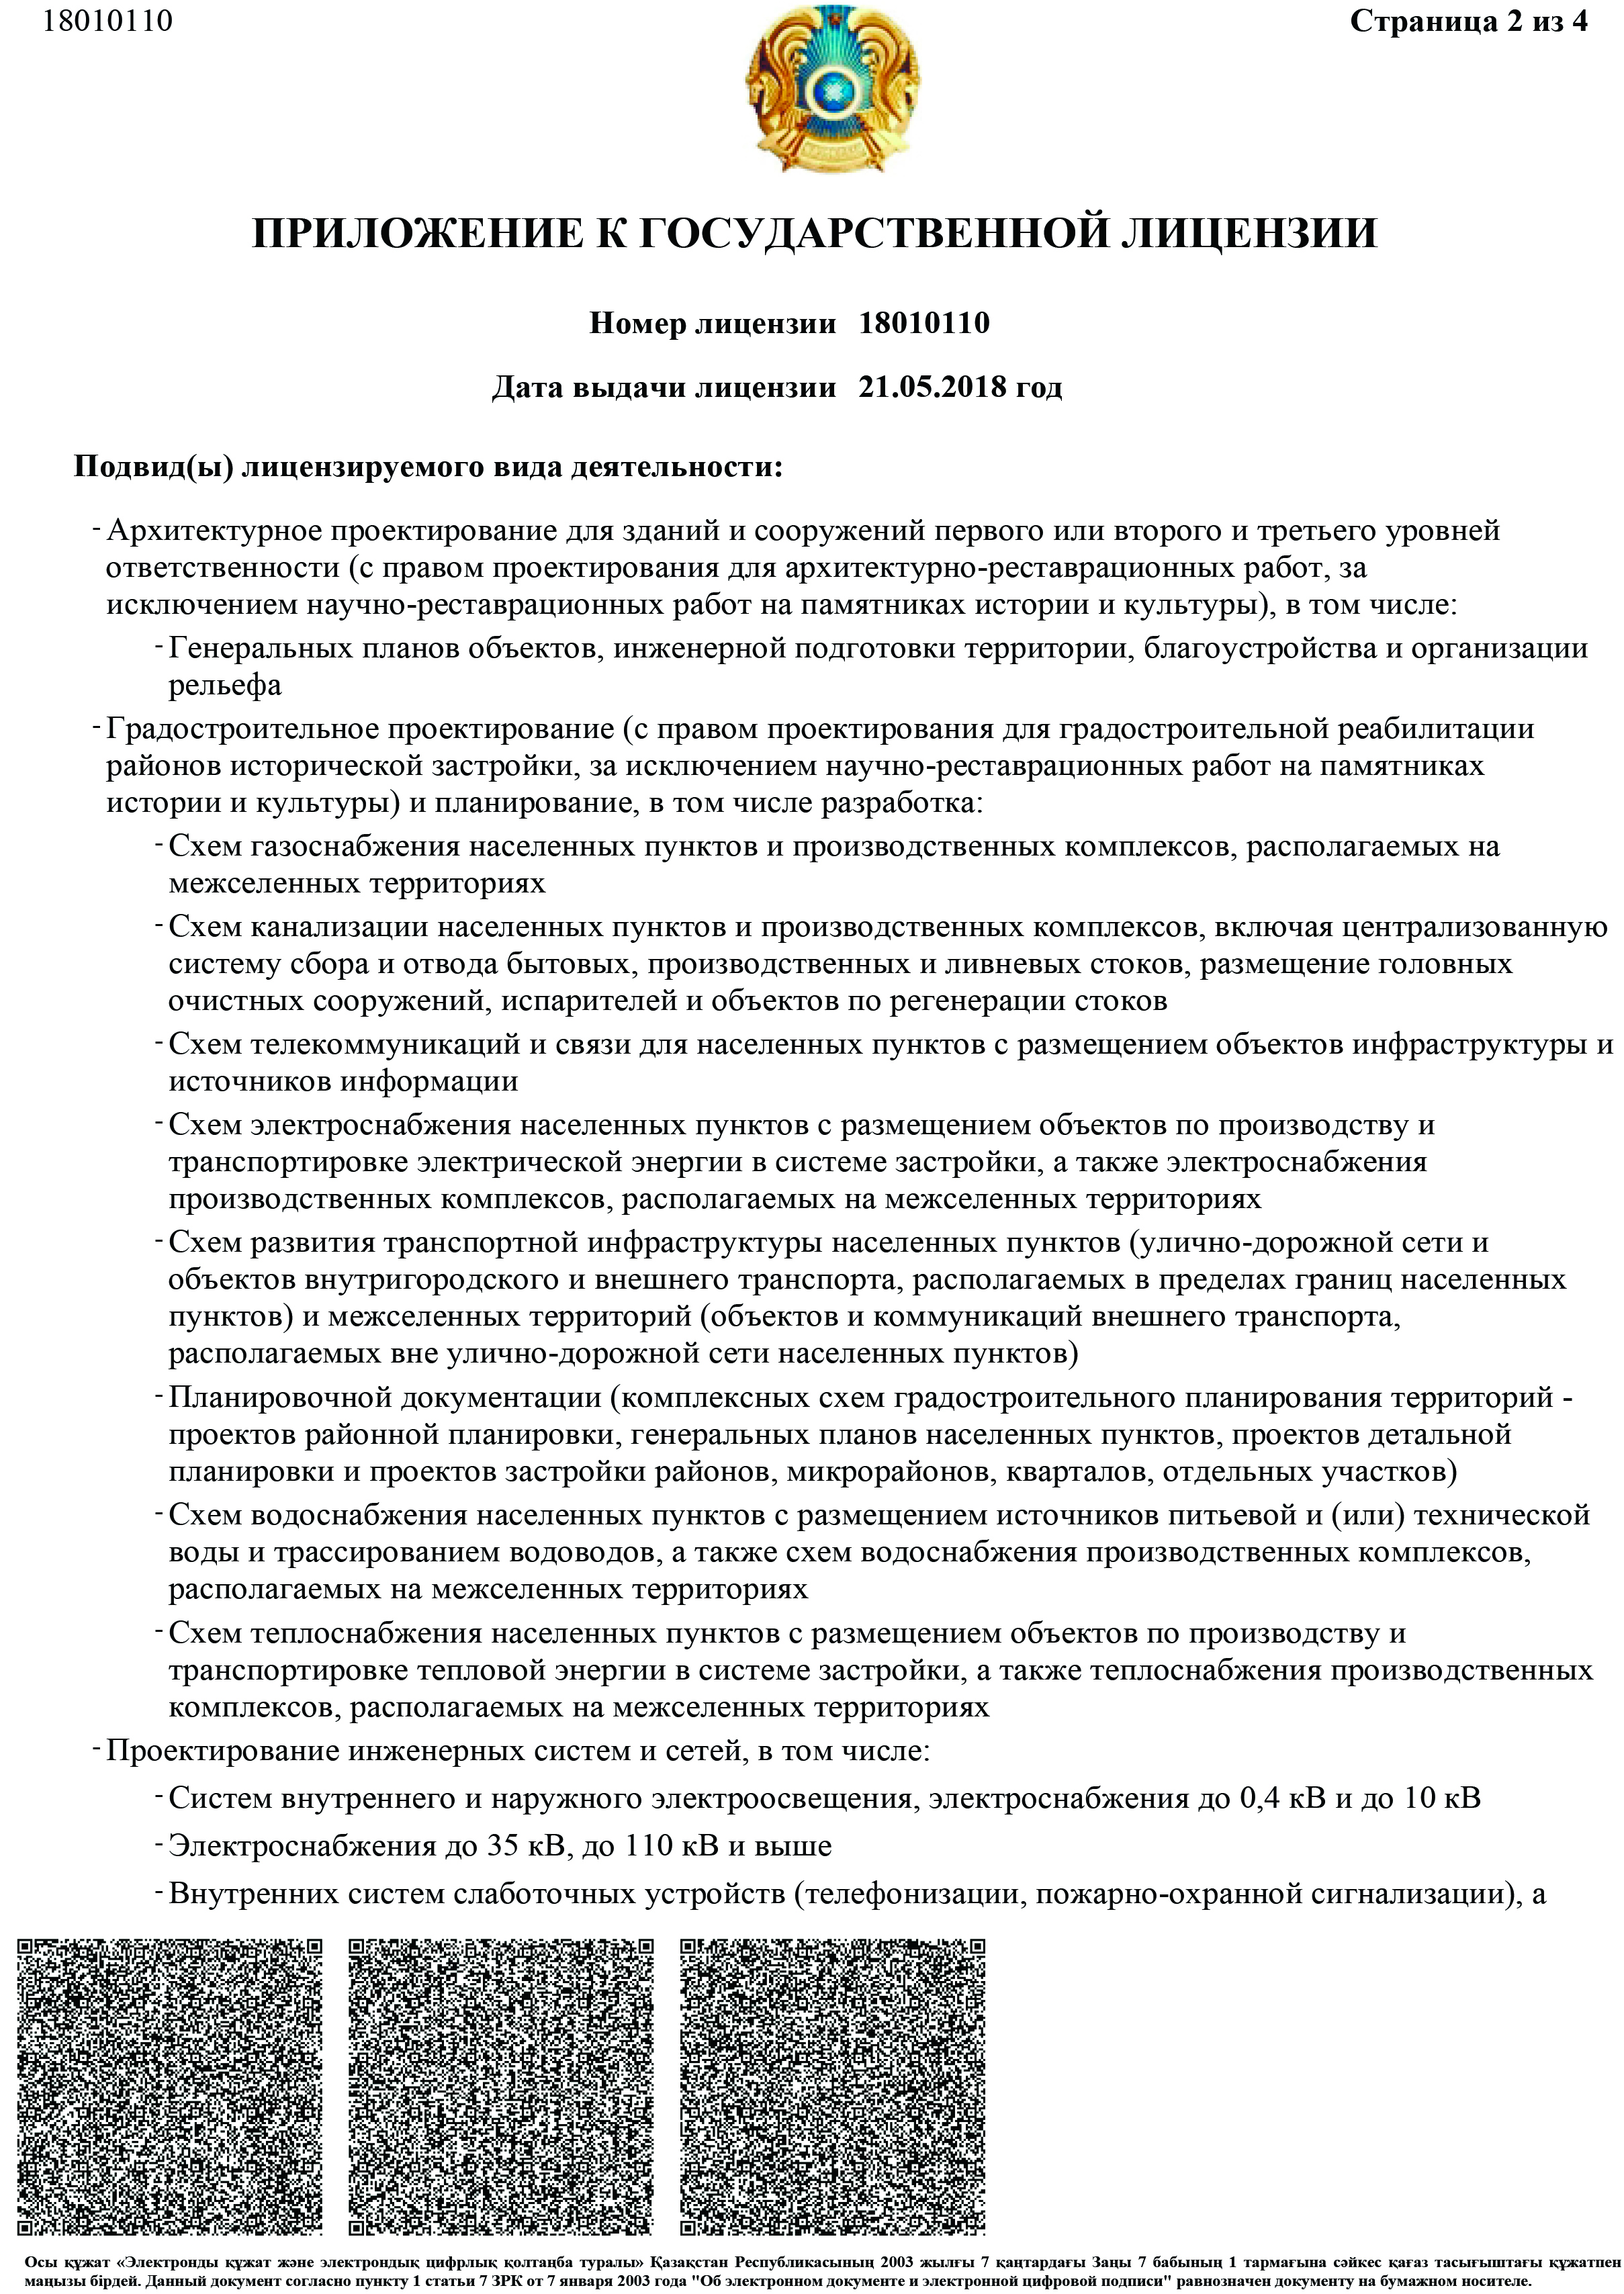 18010110
Страница 2 из 4
ПРИЛОЖЕНИЕ К ГОСУДАРСТВЕННОЙ ЛИЦЕНЗИИ
Номер лицензии 18010110
Дата выдачи лицензии 21.05.2018 год
Подвид(ы) лицензируемого вида деятельности:
- Архитектурное проектирование для зданий и сооружений первого или второго и третьего уровней
ответственности (с правом проектирования для архитектурно-реставрационных работ, за
исключением научно-реставрационных работ на памятниках истории и культуры), в том числе:
- Генеральных планов объектов, инженерной подготовки территории, благоустройства и организации
рельефа
- Градостроительное проектирование (с правом проектирования для градостроительной реабилитации
районов исторической застройки, за исключением научно-реставрационных работ на памятниках
истории и культуры) и планирование, в том числе разработка:
- Схем газоснабжения населенных пунктов и производственных комплексов, располагаемых на
межселенных территориях
- Схем канализации населенных пунктов и производственных комплексов, включая централизованную
систему сбора и отвода бытовых, производственных и ливневых стоков, размещение головных
очистных сооружений, испарителей и объектов по регенерации стоков
- Схем телекоммуникаций и связи для населенных пунктов с размещением объектов инфраструктуры и
источников информации
- Схем электроснабжения населенных пунктов с размещением объектов по производству и
транспортировке электрической энергии в системе застройки, а также электроснабжения
производственных комплексов, располагаемых на межселенных территориях
- Схем развития транспортной инфраструктуры населенных пунктов (улично-дорожной сети и
объектов внутригородского и внешнего транспорта, располагаемых в пределах границ населенных
пунктов) и межселенных территорий (объектов и коммуникаций внешнего транспорта,
располагаемых вне улично-дорожной сети населенных пунктов)
- Планировочной документации (комплексных схем градостроительного планирования территорий -
проектов районной планировки, генеральных планов населенных пунктов, проектов детальной
планировки и проектов застройки районов, микрорайонов, кварталов, отдельных участков)
- Схем водоснабжения населенных пунктов с размещением источников питьевой и (или) технической
воды и трассированием водоводов, а также схем водоснабжения производственных комплексов,
располагаемых на межселенных территориях
- Схем теплоснабжения населенных пунктов с размещением объектов по производству и
транспортировке тепловой энергии в системе застройки, а также теплоснабжения производственных
комплексов, располагаемых на межселенных территориях
- Проектирование инженерных систем и сетей, в том числе:
- Систем внутреннего и наружного электроосвещения, электроснабжения до 0,4 кВ и до 10 кВ
- Электроснабжения до 35 кВ, до 110 кВ и выше
- Внутренних систем слаботочных устройств (телефонизации, пожарно-охранной сигнализации), а
Осы құжат «Электронды құжат және электрондық цифрлық қолтаңба туралы» Қазақстан Республикасының 2003 жылғы 7 қаңтардағы Заңы 7 бабының 1 тармағына сәйкес қағаз тасығыштағы құжатпен
маңызы бірдей. Данный документ согласно пункту 1 статьи 7 ЗРК от 7 января 2003 года "Об электронном документе и электронной цифровой подписи" равнозначен документу на бумажном носителе.